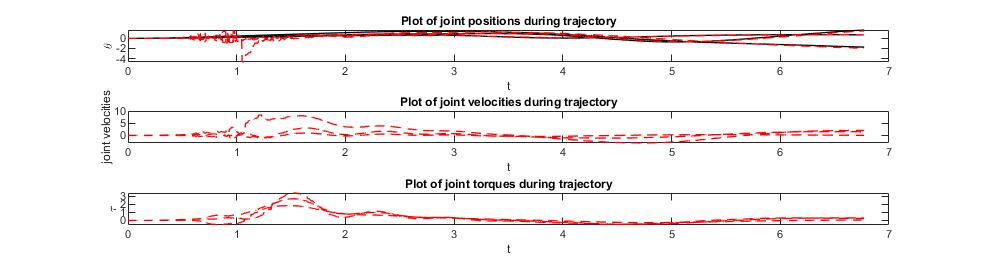 Plot of joint positions during trajectory
θ
0
-2
-4
0 1 2 3 4 5 6 7
t
Plot of joint velocities during trajectory
joint velocities
10
5
0
0 1 2 3 4 5 6 7
t
Plot of joint torques during trajectory
3
2
0
0 1 2 3 4 5 6 7
t